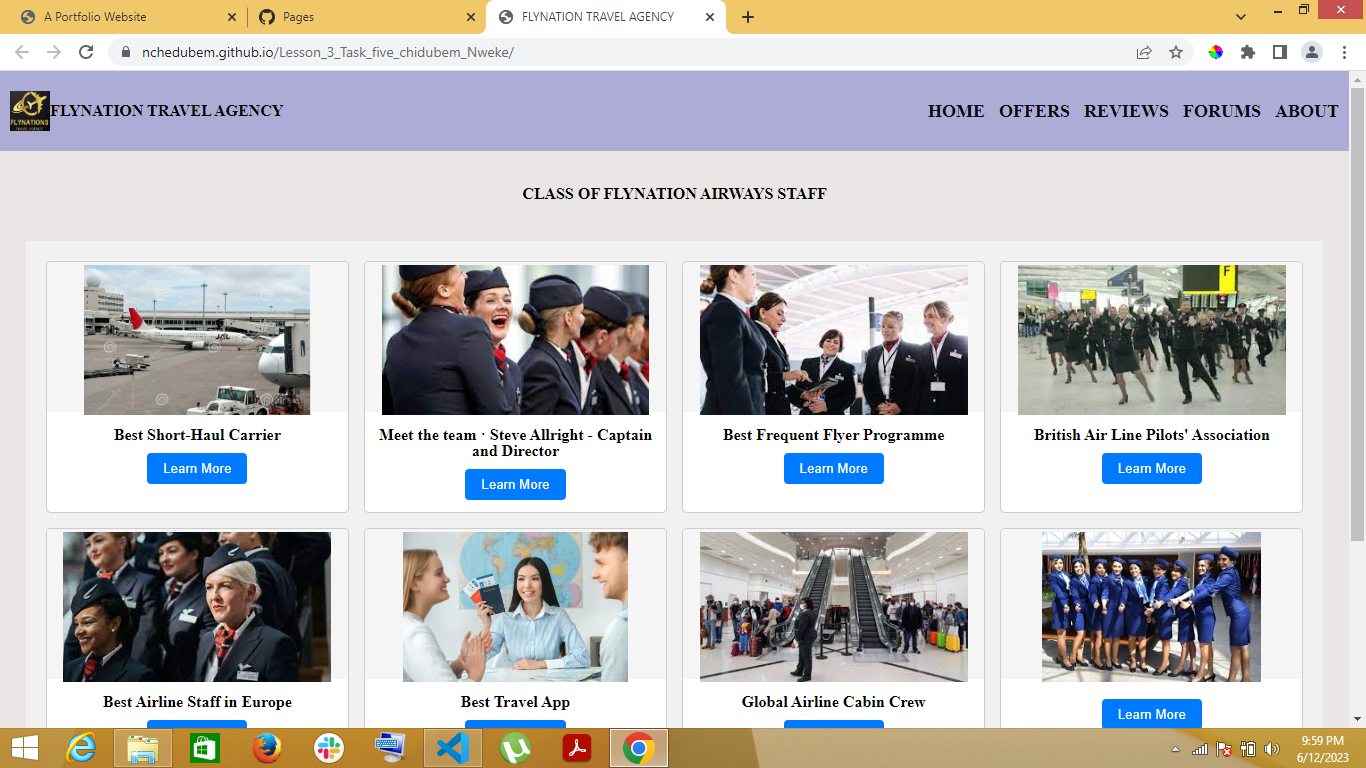 A Portfolio Website
Pages
FLYNATION TRAVEL AGENCY
nchedubem.github.io/Lesson_3_Task_five_chidubem_Nweke/
FLYNATIONS
TRAVEL AGENCY
FLYNATION TRAVEL AGENCY
HOME OFFERS REVIEWS FORUMS ABOUT
CLASS OF FLYNATION AIRWAYS STAFF
F
Best Short-Haul Carrier
Learn More
Meet the team · Steve Allright - Captain
and Director
Learn More
Best Frequent Flyer Programme
Learn More
British Air Line Pilots' Association
Learn More
Best Airline Staff in Europe
Best Travel App
Global Airline Cabin Crew
Learn More
9:59 PM
6/12/2023